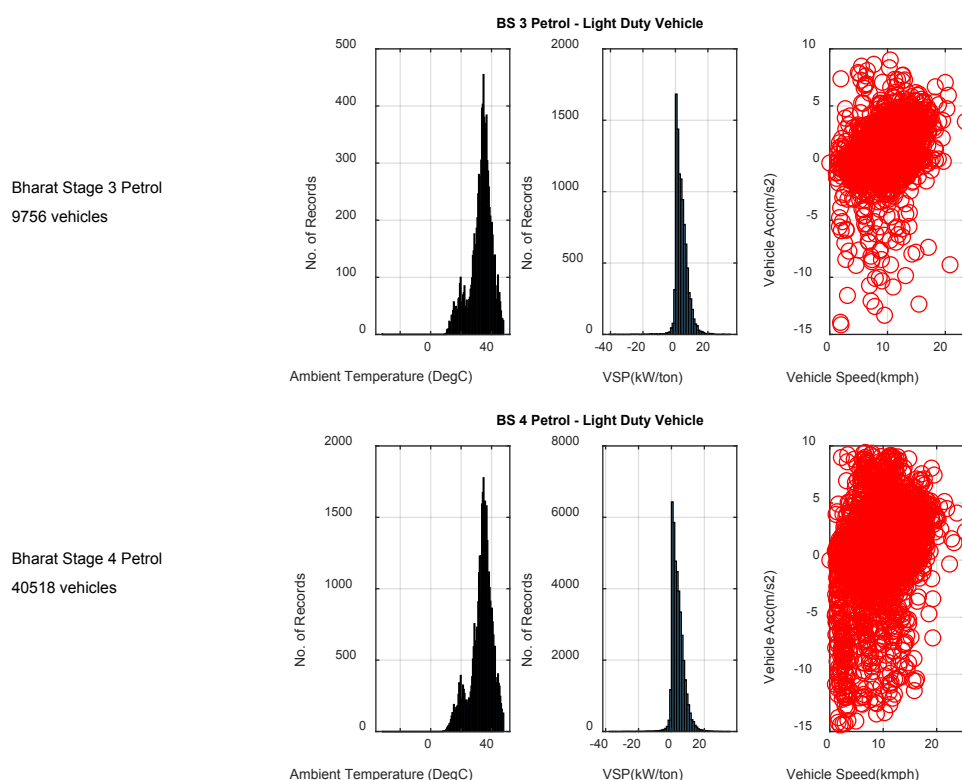 BS 3 Petrol - Light Duty Vehicle
Bharat Stage 3 Petrol
9756 vehicles
500
400
300
200
100
0
No. of Records
0 40
Ambient Temperature (DegC)
2000
1500
1000
500
0
No. of Records
-40 -20 0 20
VSP(kW/ton)
10
5
0
-5
-10
-15
Vehicle Acc(m/s2)
0 10 20
Vehicle Speed(kmph)
BS 4 Petrol - Light Duty Vehicle
Bharat Stage 4 Petrol
40518 vehicles
2000
1500
1000
500
0
No. of Records
0 40
Ambient Temperature (DegC)
8000
6000
4000
2000
0
No. of Records
-40 -20 0 20
VSP(kW/ton)
10
5
0
-5
-10
-15
Vehicle Acc(m/s2)
0 10 20
Vehicle Speed(kmph)